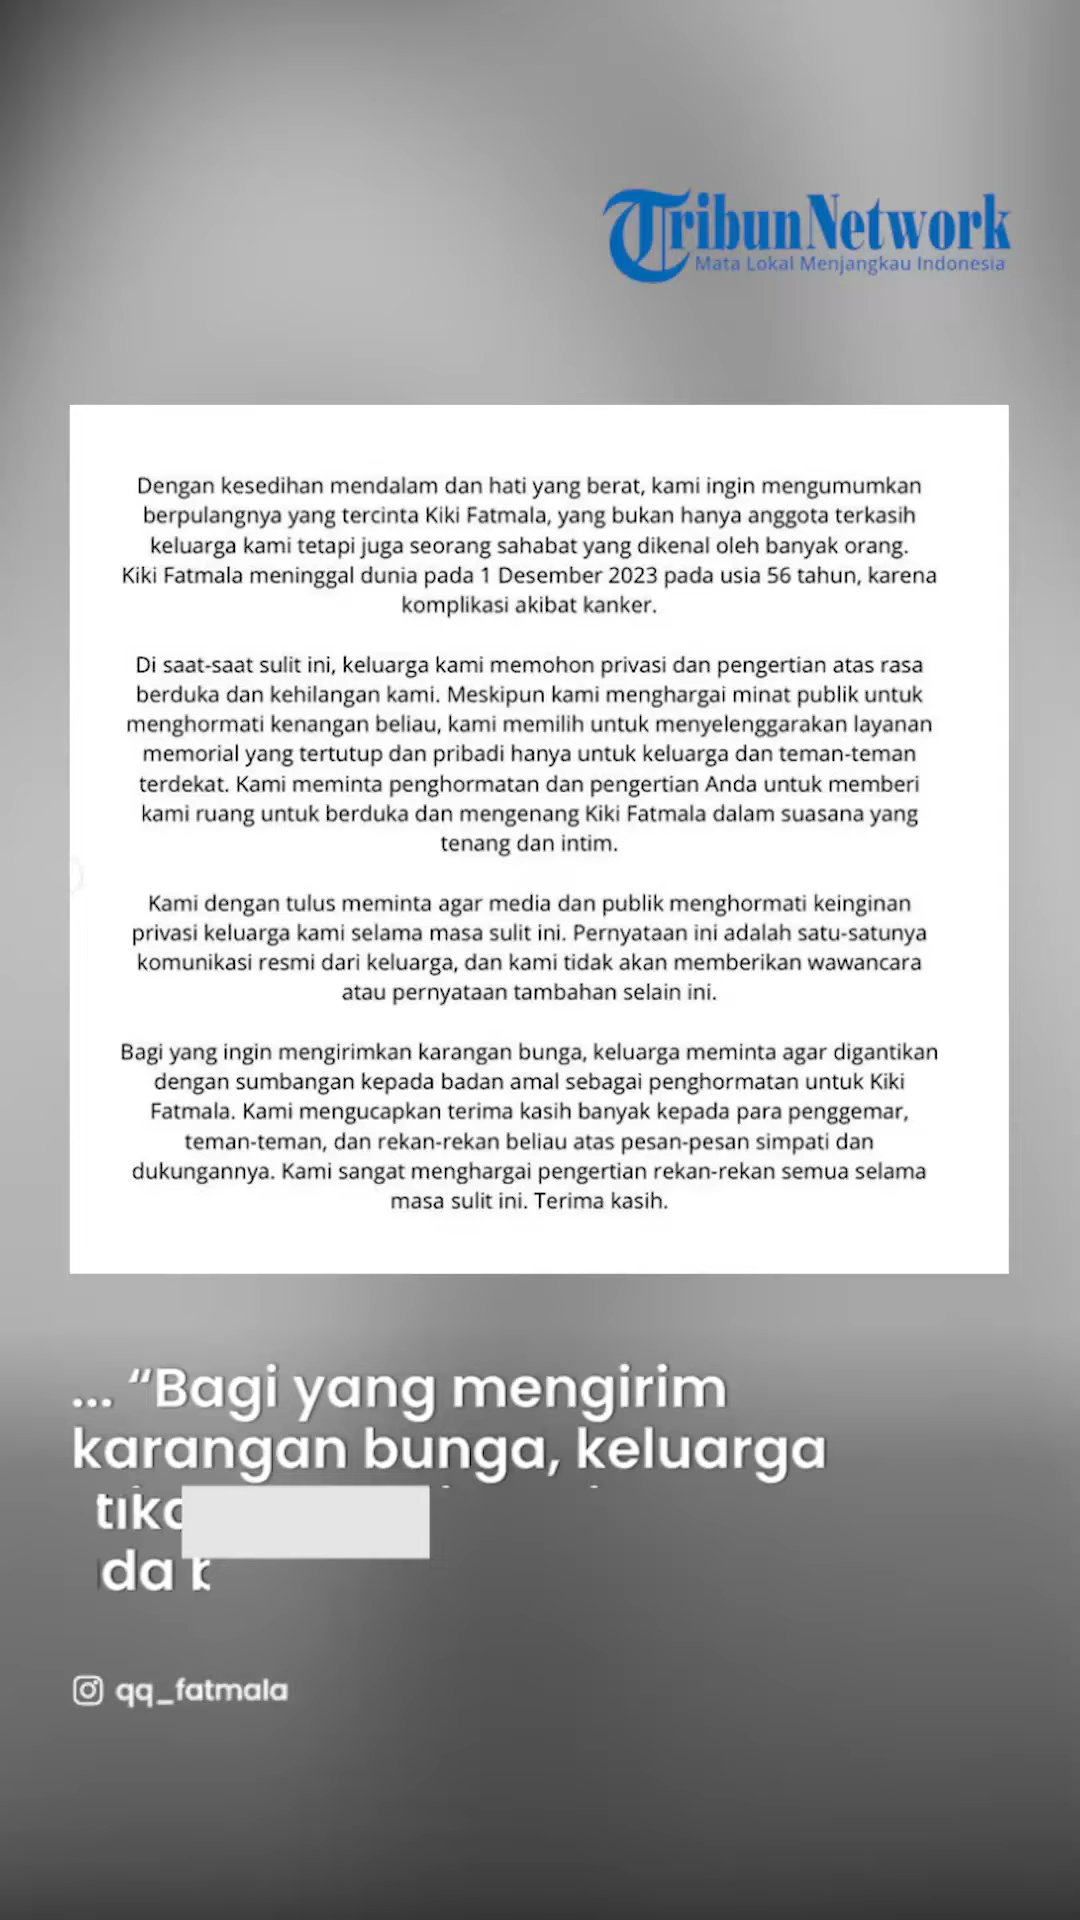 Tribun Network
Mata Lokal Menjangkau Indonesia
Dengan kesedihan mendalam dan hati yang berat, kami ingin mengumumkan
berpulangnya yang tercinta Kiki Fatmala, yang bukan hanya anggota terkasih
keluarga kami tetapi juga seorang sahabat yang dikenal oleh banyak orang.
Kiki Fatmala meninggal dunia pada 1 Desember 2023 pada usia 56 tahun, karena
komplikasi akibat kanker.
Di saat-saat sulit ini, keluarga kami memohon privasi dan pengertian atas rasa
berduka dan kehilangan kami. Meskipun kami menghargai minat publik untuk
menghormati kenangan beliau, kami memilih untuk menyelenggarakan layanan
memorial yang tertutup dan pribadi hanya untuk keluarga dan teman-teman
terdekat. Kami meminta penghormatan dan pengertian Anda untuk memberi
kami ruang untuk berduka dan mengenang Kiki Fatmala dalam suasana yang
tenang dan intim.
Kami dengan tulus meminta agar media dan publik menghormati keinginan
privasi keluarga kami selama masa sulit ini. Pernyataan ini adalah satu-satunya
komunikasi resmi dari keluarga, dan kami tidak akan memberikan wawancara
atau pernyataan tambahan selain ini.
Bagi yang ingin mengirimkan karangan bunga, keluarga meminta agar digantikan
dengan sumbangan kepada badan amal sebagai penghormatan untuk Kiki
Fatmala. Kami mengucapkan terima kasih banyak kepada para penggemar,
teman-teman, dan rekan-rekan beliau atas pesan-pesan simpati dan
dukungannya. Kami sangat menghargai pengertian rekan-rekan semua selama
masa sulit ini. Terima kasih.
... “Bagi yang mengirim
karangan bunga, keluarga
qq_fatmala